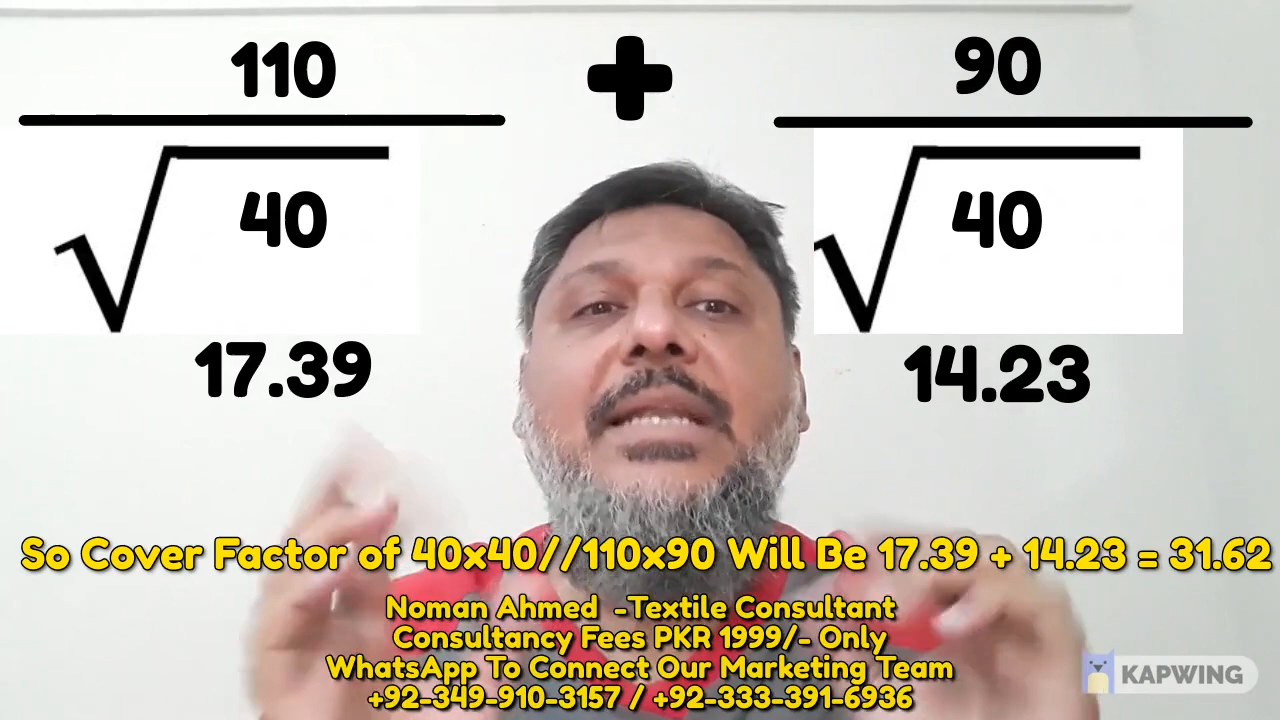 110 + 90
√40 √40
17.39 14.23
So Cover Factor of 40x40//110x90 Will Be 17.39 + 14.23 = 31.62
Noman Ahmed -Textile Consultant
Consultancy Fees PKR 1999/- Only
WhatsApp To Connect Our Marketing Team
+92-349-910-3157 / +92-333-391-6936
KAPWING